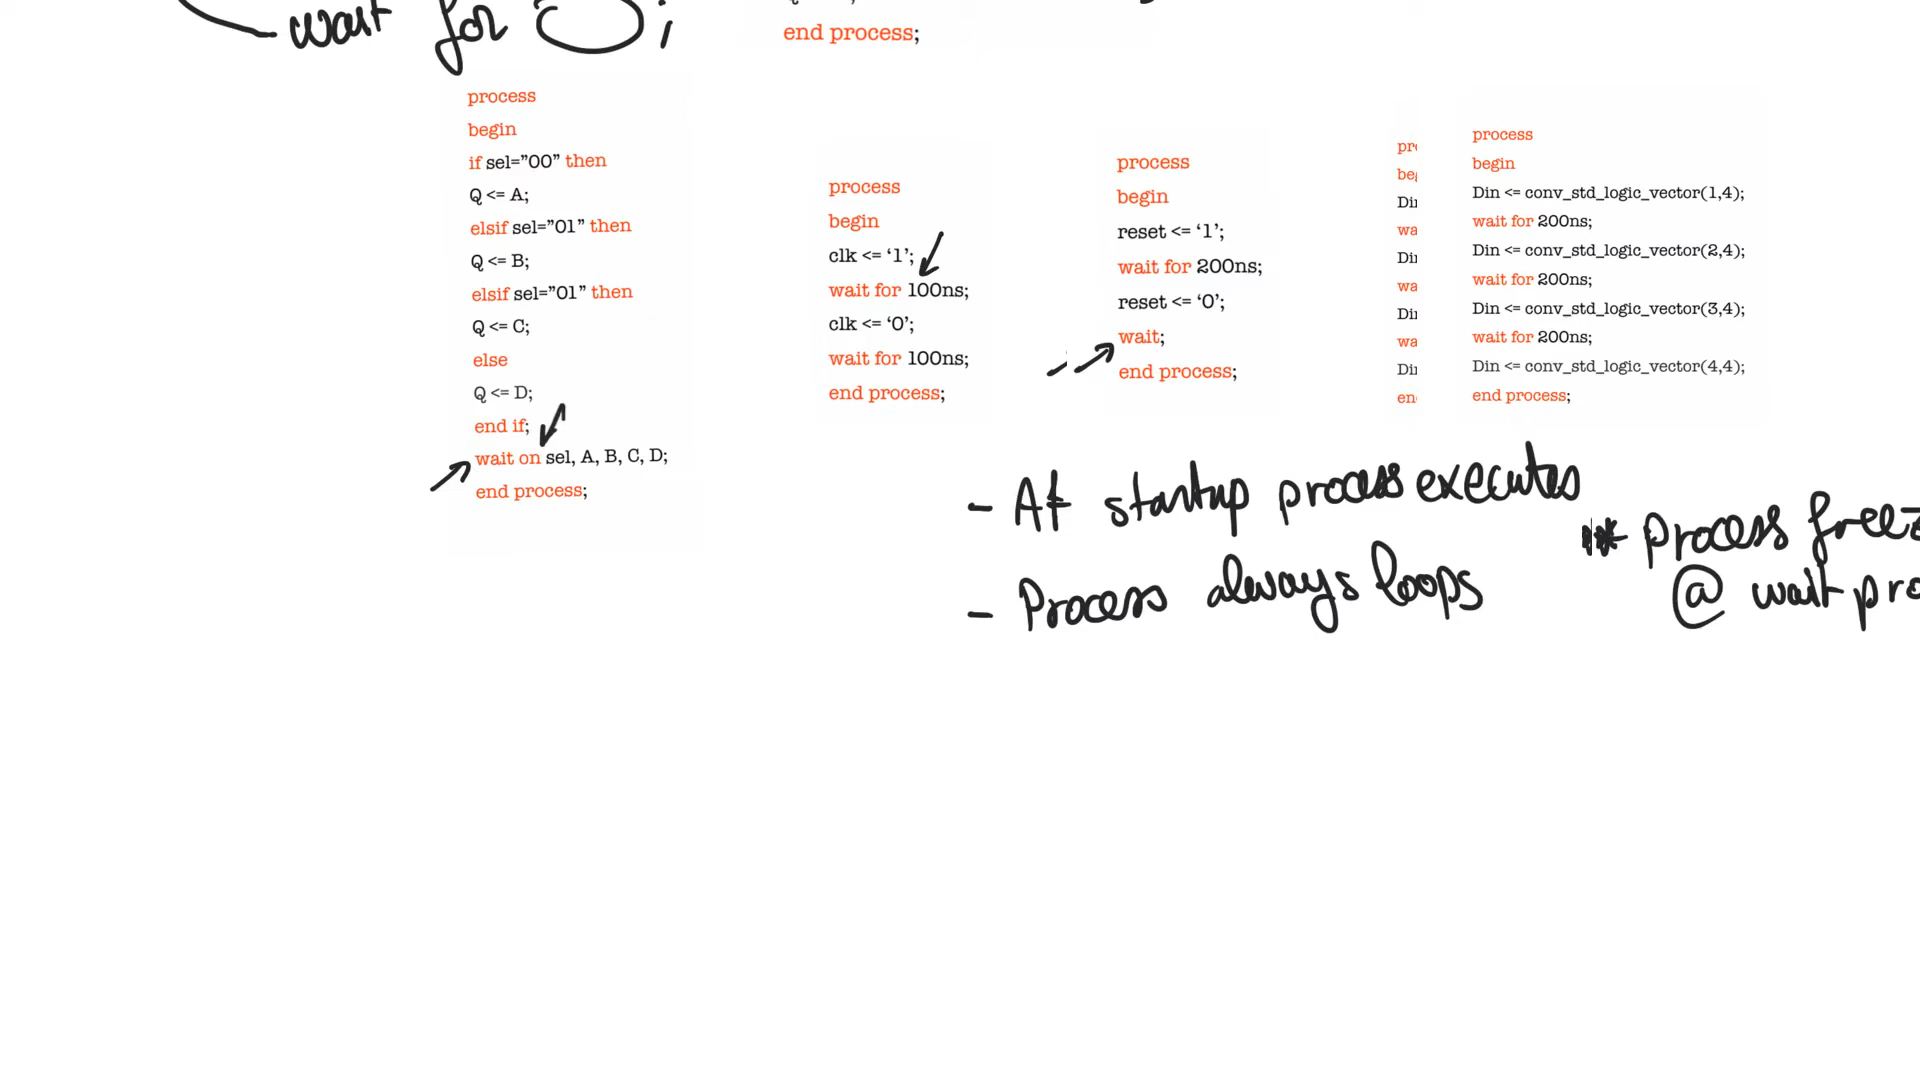 wait for ;
end process;
process
begin
if sel=”00” then
Q <= A;
elsif sel=”01” then
Q <= B;
elsif sel=”01” then
Q <= C;
else
Q <= D;
end if;
wait on sel, A, B, C, D;
end process;
process
begin
clk <= ‘1’;
wait for 100ns;
clk <= ‘0’;
wait for 100ns;
end process;
process
begin
reset <= ‘1’;
wait for 200ns;
reset <= ‘0’;
wait;
end process;
process
begin
Din <= conv_std_logic_vector(1,4);
wait for 200ns;
Din <= conv_std_logic_vector(2,4);
wait for 200ns;
Din <= conv_std_logic_vector(3,4);
wait for 200ns;
Din <= conv_std_logic_vector(4,4);
end process;
- At startup process executes
- Process always loops
** Process freez
@ wait pro